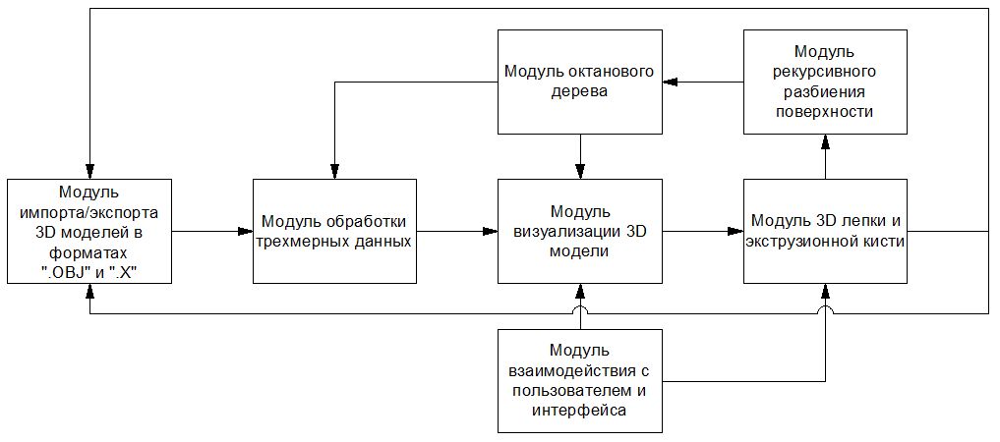 Модуль октанового
дерева
Модуль
рекурсивного
разбиения
поверхности
Модуль
импорта/экспорта
3D моделей в
форматах
".OBJ" и ".X"
Модуль обработки
трехмерных данных
Модуль
визуализации 3D
модели
Модуль 3D лепки и
экструзионной кисти
Модуль
взаимодействия с
пользователем и
интерфейса